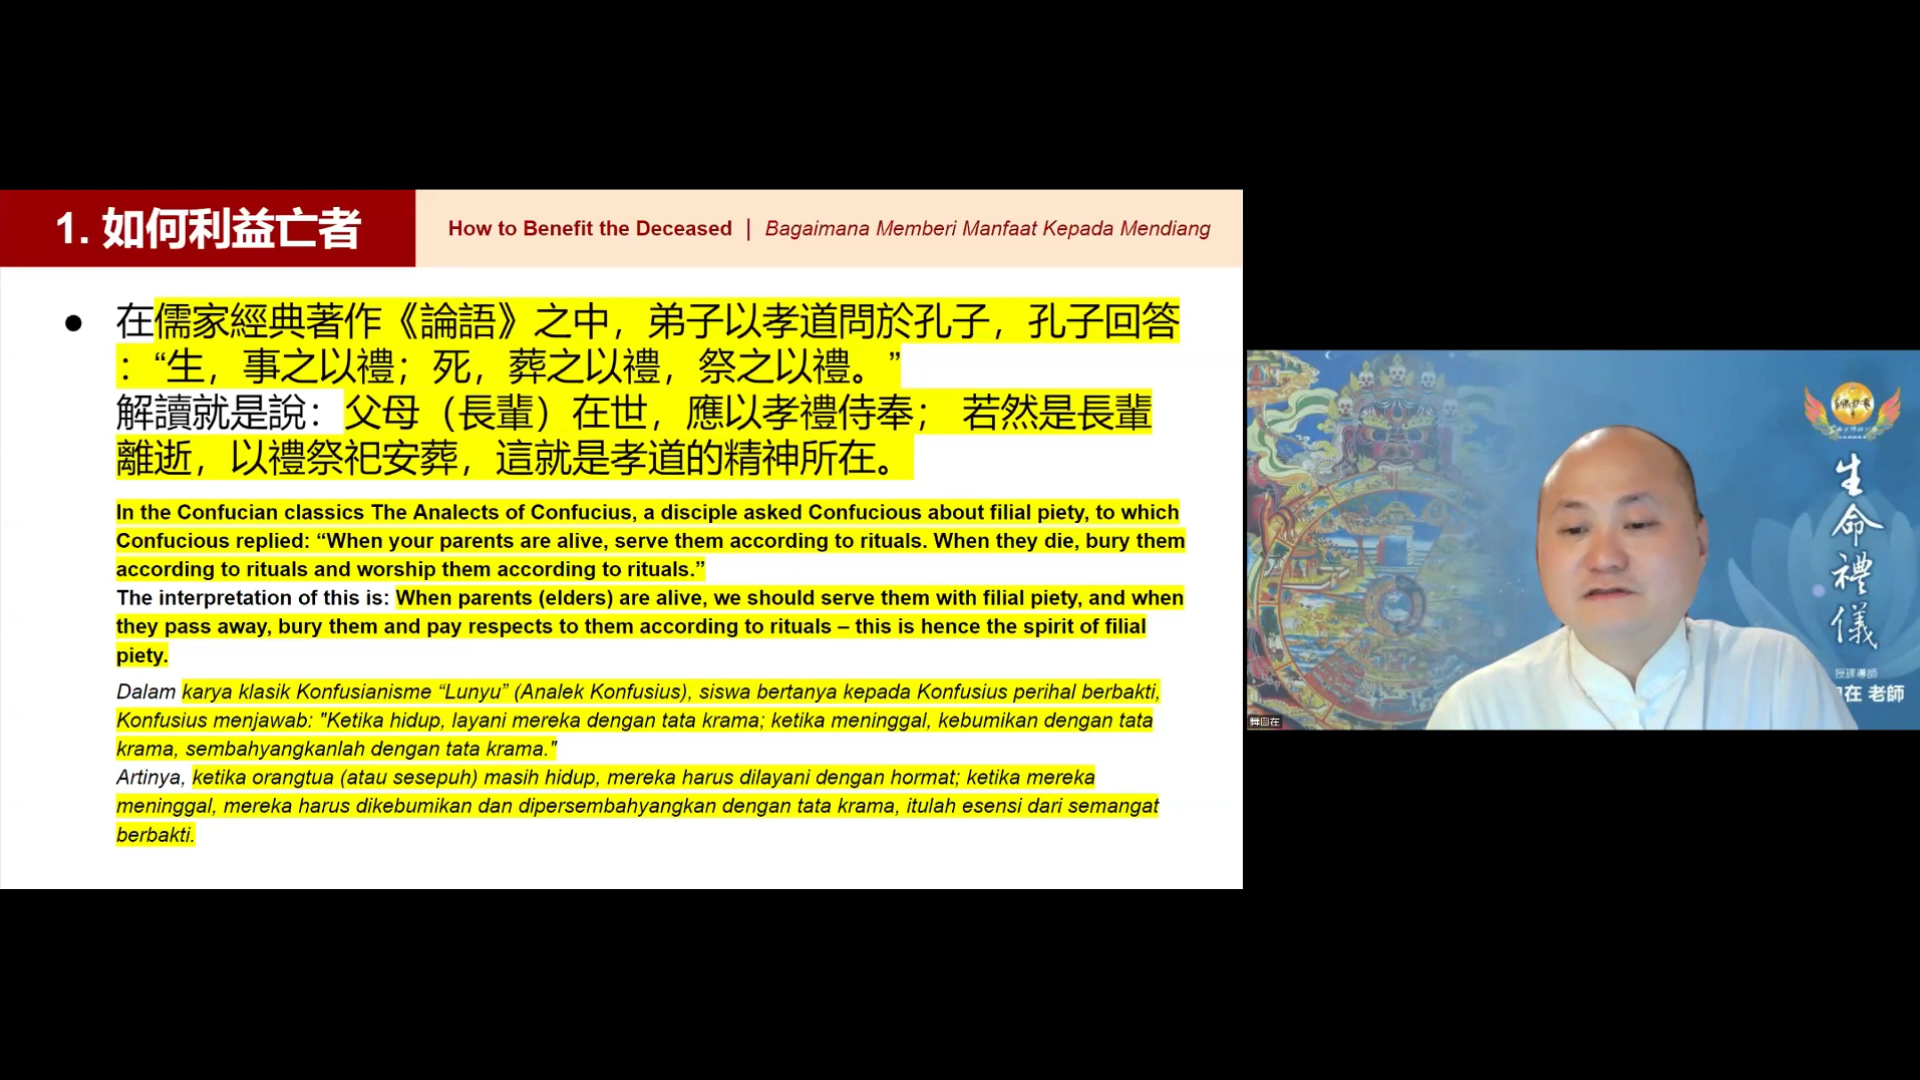 1. 如何利益亡者
How to Benefit the Deceased | Bagaimana Memberi Manfaat Kepada Mendiang
● 在儒家經典著作《論語》之中，弟子以孝道問於孔子，孔子回答
：“生，事之以禮；死，葬之以禮，祭之以禮。”
解讀就是說：父母（長輩）在世，應以孝禮侍奉； 若然是長輩
離逝，以禮祭祀安葬，這就是孝道的精神所在。
In the Confucian classics The Analects of Confucius, a disciple asked Confucious about filial piety, to which
Confucious replied: “When your parents are alive, serve them according to rituals. When they die, bury them
according to rituals and worship them according to rituals.”
The interpretation of this is: When parents (elders) are alive, we should serve them with filial piety, and when
they pass away, bury them and pay respects to them according to rituals – this is hence the spirit of filial
piety.
Dalam karya klasik Konfusianisme “Lunyu” (Analek Konfusius), siswa bertanya kepada Konfusius perihal berbakti,
Konfusius menjawab: "Ketika hidup, layani mereka dengan tata krama; ketika meninggal, kebumikan dengan tata
krama, sembahyangkanlah dengan tata krama."
Artinya, ketika orangtua (atau sesepuh) masih hidup, mereka harus dilayani dengan hormat; ketika mereka
meninggal, mereka harus dikebumikan dan dipersembahyangkan dengan tata krama, itulah esensi dari semangat
berbakti.
生命禮儀
授課導師
在 老師